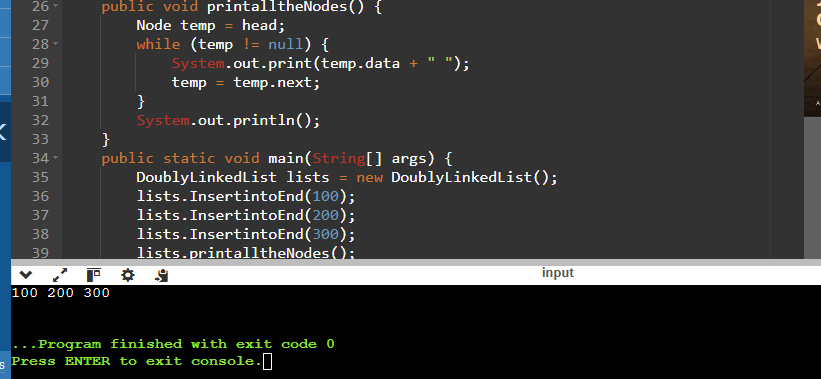 26 public void printalltheNodes() {
27 Node temp = head;
28 while (temp != null) {
29 System.out.print(temp.data + " ");
30 temp = temp.next;
31 }
32 System.out.println();
33 }
34 public static void main(String[] args) {
35 DoublyLinkedList lists = new DoublyLinkedList();
36 lists.InsertintoEnd(100);
37 lists.InsertintoEnd(200);
38 lists.InsertintoEnd(300);
39 lists.printalltheNodes();
input
100 200 300
...Program finished with exit code 0
Press ENTER to exit console.